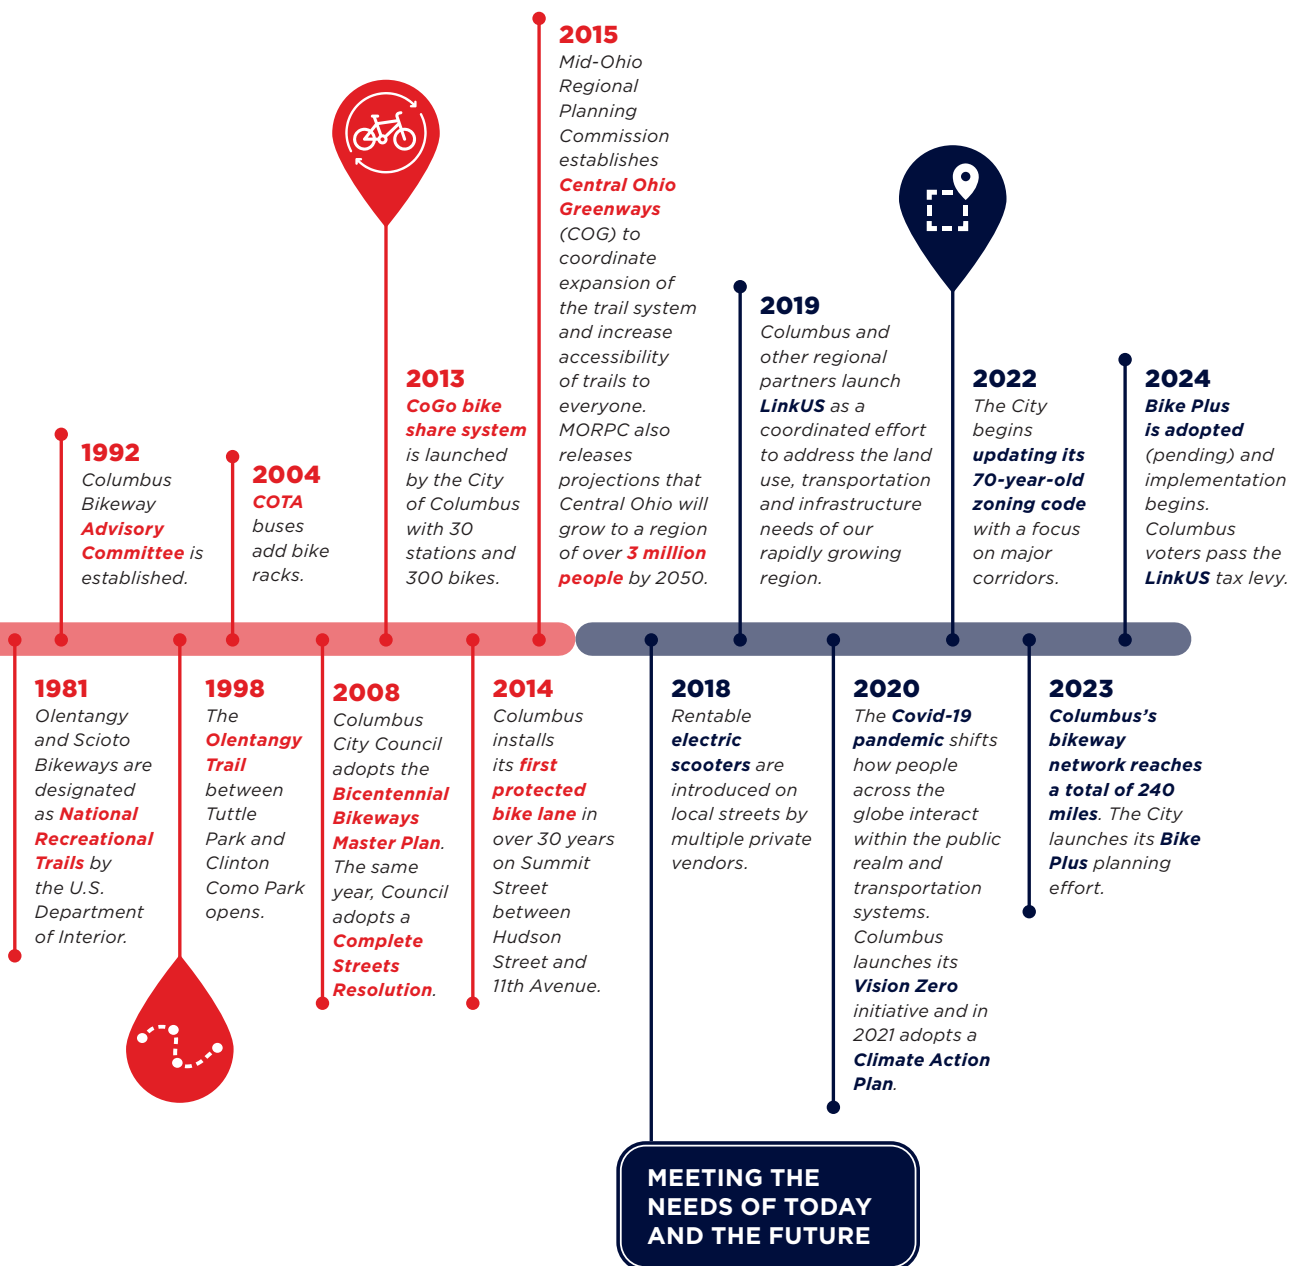 2015
Mid-Ohio
Regional
Planning
Commission
establishes
Central Ohio
Greenways
(COG) to
coordinate
expansion of
the trail system
and increase
accessibility
of trails to
everyone.
MORPC also
releases
projections that
Central Ohio will
grow to a region
of over 3 million
people by 2050.
2019
Columbus and
other regional
partners launch
LinkUS as a
coordinated effort
to address the land
use, transportation
and infrastructure
needs of our
rapidly growing
region.
2013
CoGo bike
share system
is launched
by the City
of Columbus
with 30
stations and
300 bikes.
2022
The City
begins
updating its
70-year-old
zoning code
with a focus
on major
corridors.
2024
Bike Plus
is adopted
(pending) and
implementation
begins.
Columbus
voters pass the
LinkUS tax levy.
1992
Columbus
Bikeway
Advisory
Committee is
established.
2004
COTA
buses
add bike
racks.
1981
Olentangy
and Scioto
Bikeways are
designated
as National
Recreational
Trails by
the U.S.
Department
of Interior.
1998
The
Olentangy
Trail
between
Tuttle
Park and
Clinton
Como Park
opens.
2008
Columbus
City Council
adopts the
Bicentennial
Bikeways
Master Plan.
The same
year, Council
adopts a
Complete
Streets
Resolution.
2014
Columbus
installs
its first
protected
bike lane in
over 30 years
on Summit
Street
between
Hudson
Street and
11th Avenue.
2018
Rentable
electric
scooters are
introduced on
local streets by
multiple private
vendors.
2020
The Covid-19
pandemic shifts
how people
across the
globe interact
within the public
realm and
transportation
systems.
Columbus
launches its
Vision Zero
initiative and in
2021 adopts a
Climate Action
Plan.
2023
Columbus's
bikeway
network reaches
a total of 240
miles. The City
launches its Bike
Plus planning
effort.
MEETING THE
NEEDS OF TODAY
AND THE FUTURE